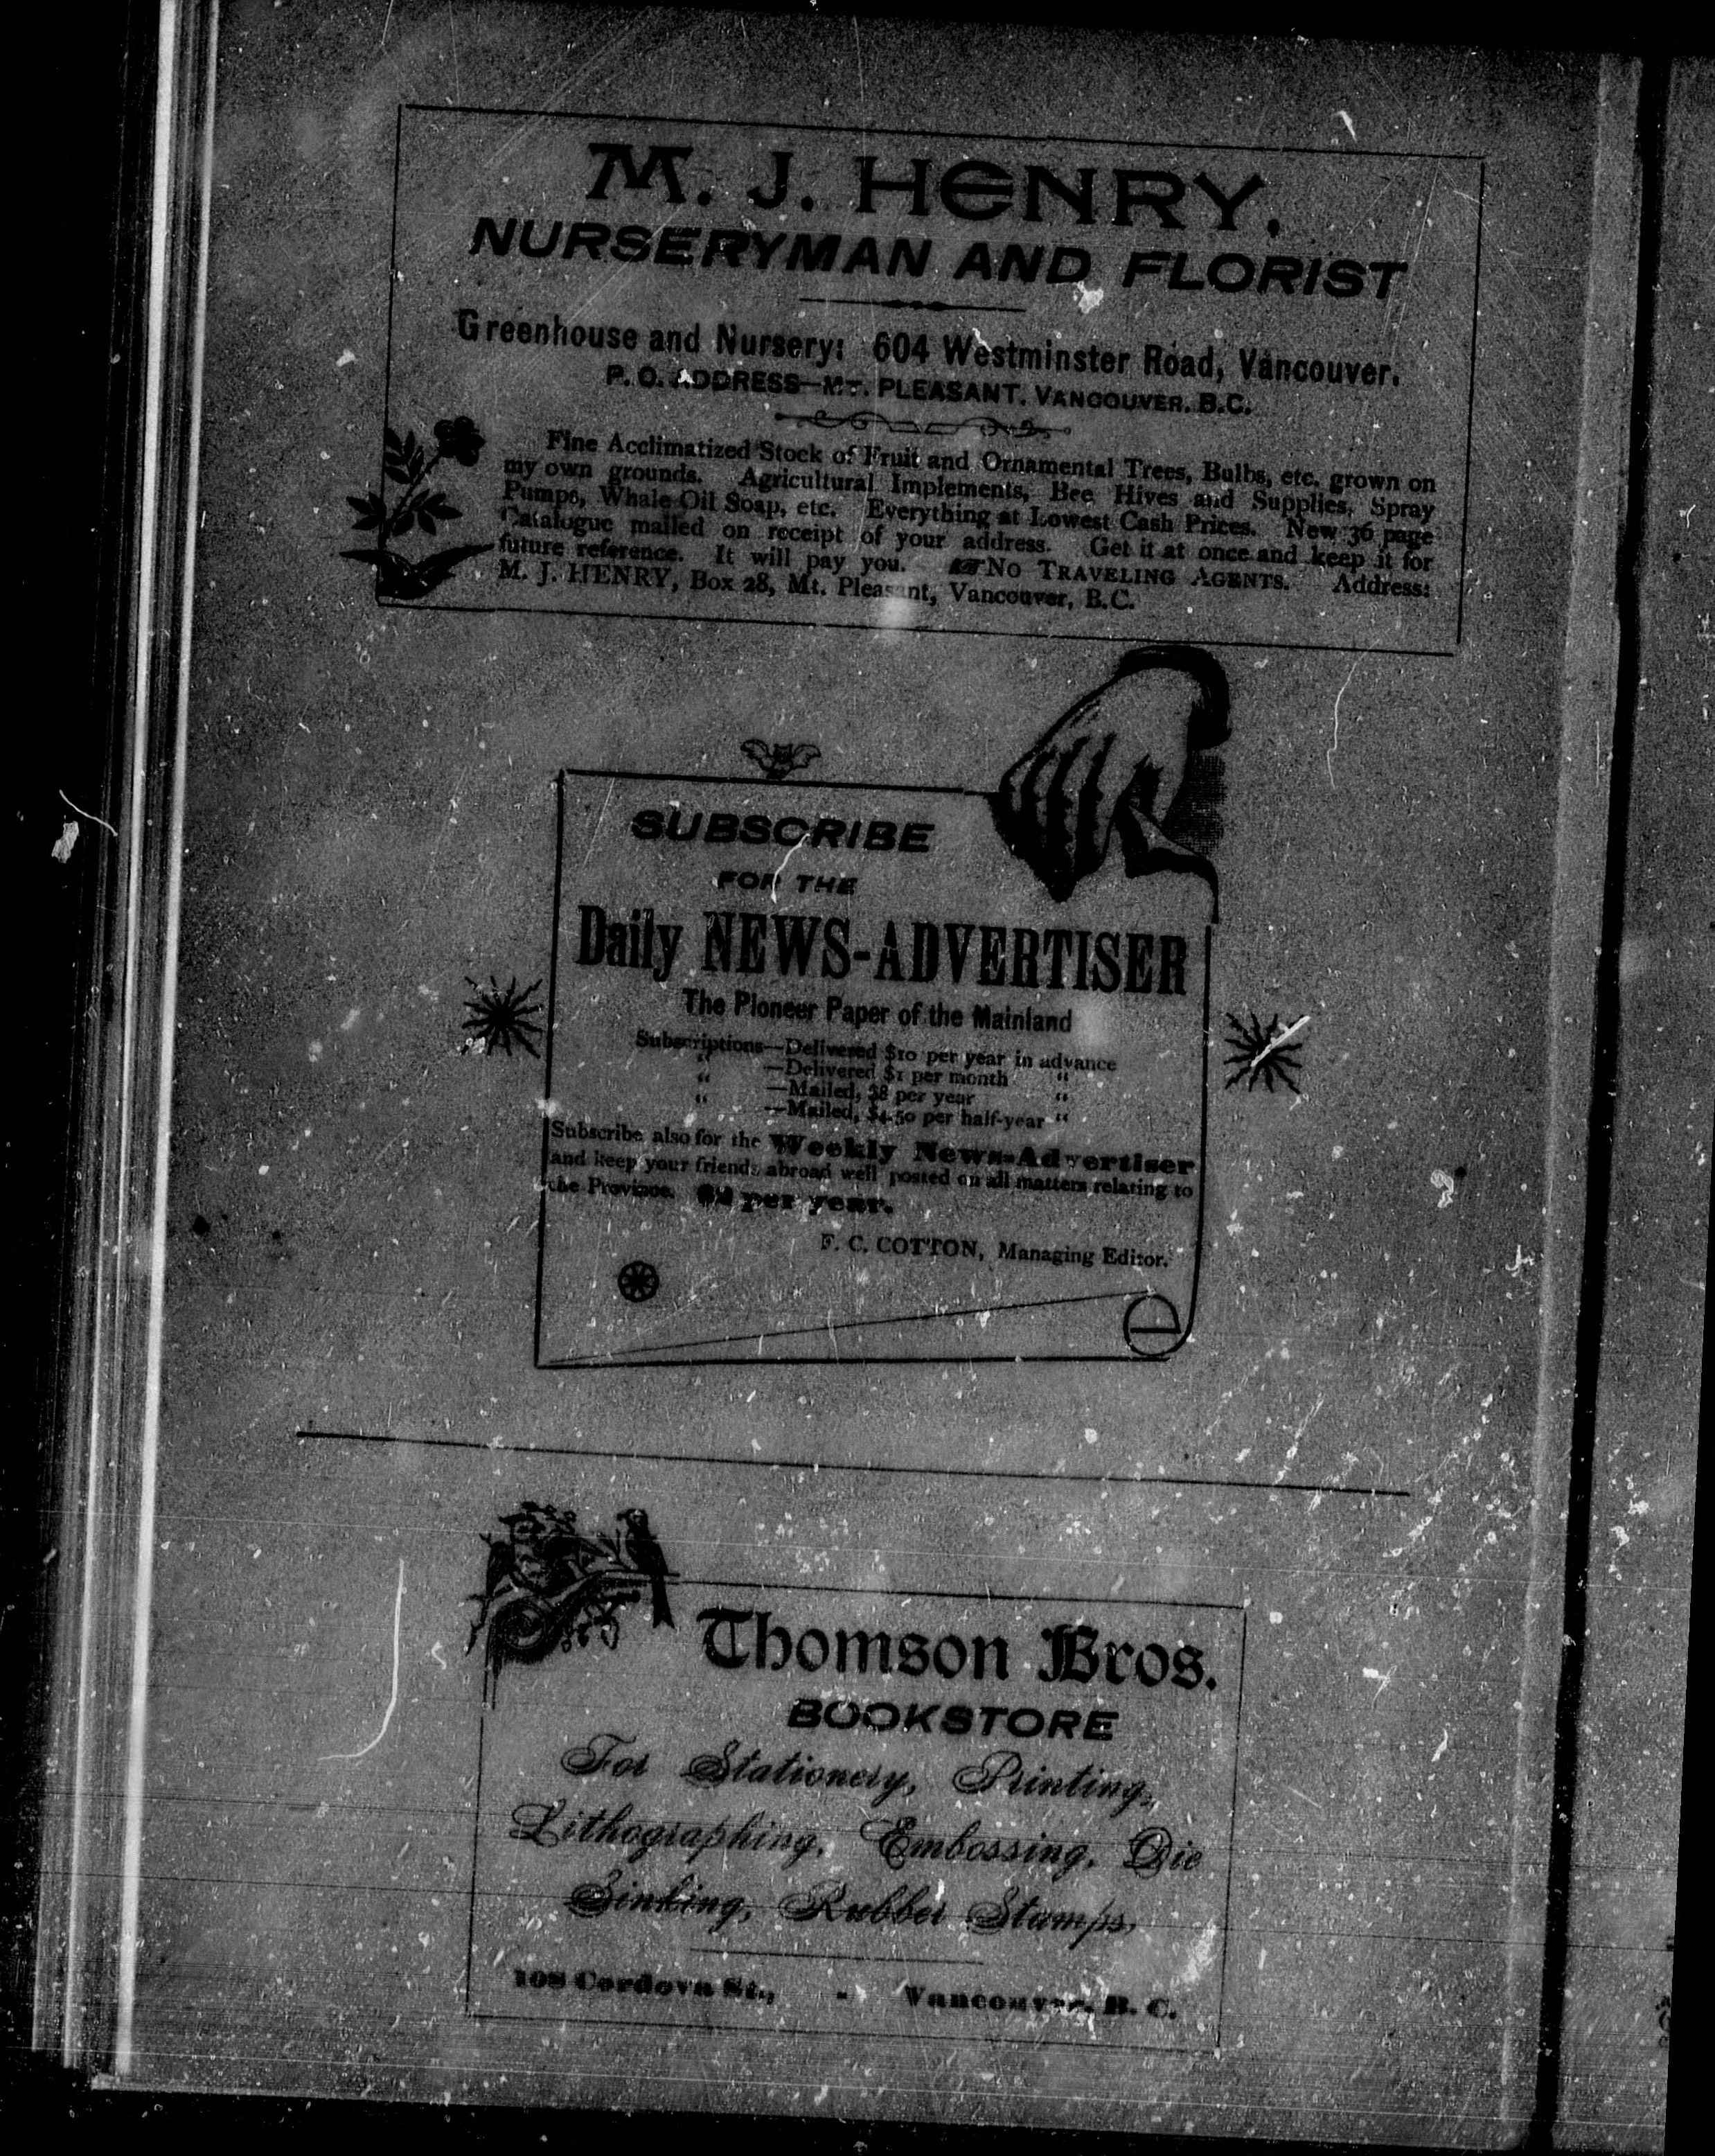 M. J. HENRY.
NURSERYMAN AND FLORIST
Greenhouse and Nursery: 604 Westminster Road, Vancouver.
P. O. ADDRESS—MT. PLEASANT. VANCOUVER. B.C.
Fine Acclimatized Stock of Fruit and Ornamental Trees, Bulbs, etc. grown on
my own grounds. Agricultural Implements, Bee Hives and Supplies, Spray
Pumps, Whale Oil Soap, etc. Everything at Lowest Cash Prices. New 36 page
Catalogue mailed on receipt of your address. Get it at once and keep it for
future reference. It will pay you. No TRAVELING AGENTS. Address:
M. J. HENRY, Box 28, Mt. Pleasant, Vancouver, B.C.
SUBSCRIBE
FOR THE
Daily NEWS-ADVERTISER
The Pioneer Paper of the Mainland
Subscriptions—Delivered $10 per year in advance
“ —Delivered $1 per month “
“ —Mailed, $8 per year “
“ —Mailed, $4.50 per half-year “
Subscribe also for the Weekly News-Advertiser
and keep your friends abroad well posted on all matters relating to
the Province. $2 per year.
F. C. COTTON, Managing Editor.
Thomson Bros.
BOOKSTORE
For Stationery, Printing,
Lithographing, Embossing, Die
Sinking, Rubber Stamps,
108 Cordova St., - Vancouver, B. C.